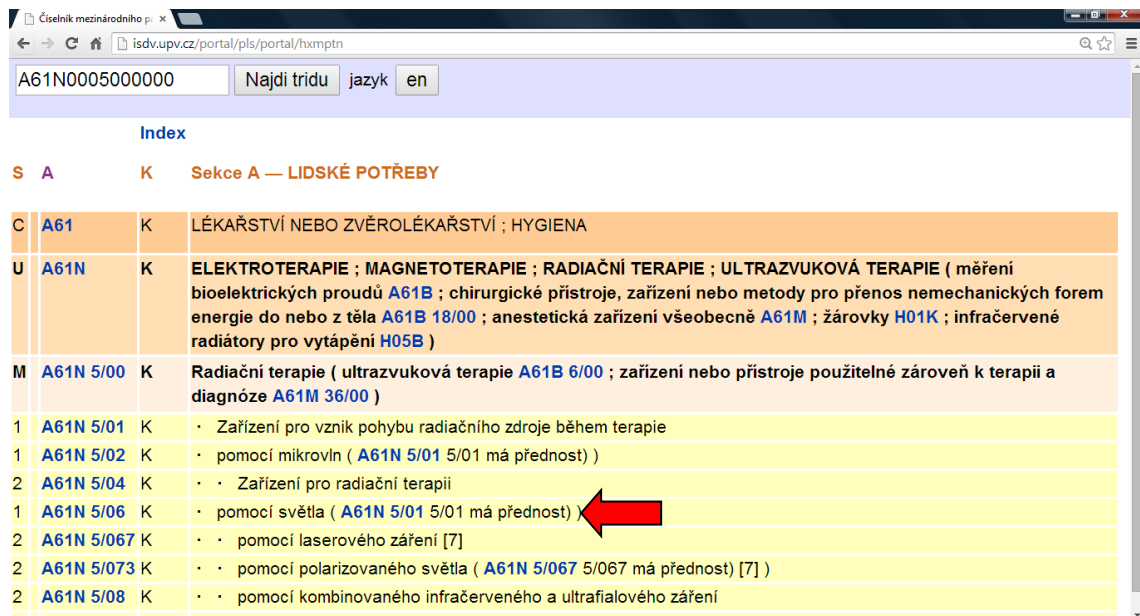 Číselník mezinárodního p
isdv.upv.cz/portal/pls/portal/hxmptn
A61N0005000000 Najdi tridu jazyk en
Index
S A K Sekce A — LIDSKÉ POTŘEBY
C A61 K LÉKAŘSTVÍ NEBO ZVĚROLÉKAŘSTVÍ ; HYGIENA
U A61N K ELEKTROTERAPIE ; MAGNETOTERAPIE ; RADIAČNÍ TERAPIE ; ULTRAZVUKOVÁ TERAPIE ( měření
bioelektrických proudů A61B ; chirurgické přístroje, zařízení nebo metody pro přenos nemechanických forem
energie do nebo z těla A61B 18/00 ; anestetická zařízení všeobecně A61M ; žárovky H01K ; infračervené
radiátory pro vytápění H05B )
M A61N 5/00 K Radiační terapie ( ultrazvuková terapie A61B 6/00 ; zařízení nebo přístroje použitelné zároveň k terapii a
diagnóze A61M 36/00 )
1 A61N 5/01 K · Zařízení pro vznik pohybu radiačního zdroje během terapie
1 A61N 5/02 K · pomocí mikrovln ( A61N 5/01 5/01 má přednost) )
2 A61N 5/04 K · · Zařízení pro radiační terapii
1 A61N 5/06 K · pomocí světla ( A61N 5/01 5/01 má přednost) )
2 A61N 5/067 K · · pomocí laserového záření [7]
2 A61N 5/073 K · · pomocí polarizovaného světla ( A61N 5/067 5/067 má přednost) [7] )
2 A61N 5/08 K · · pomocí kombinovaného infračerveného a ultrafialového záření